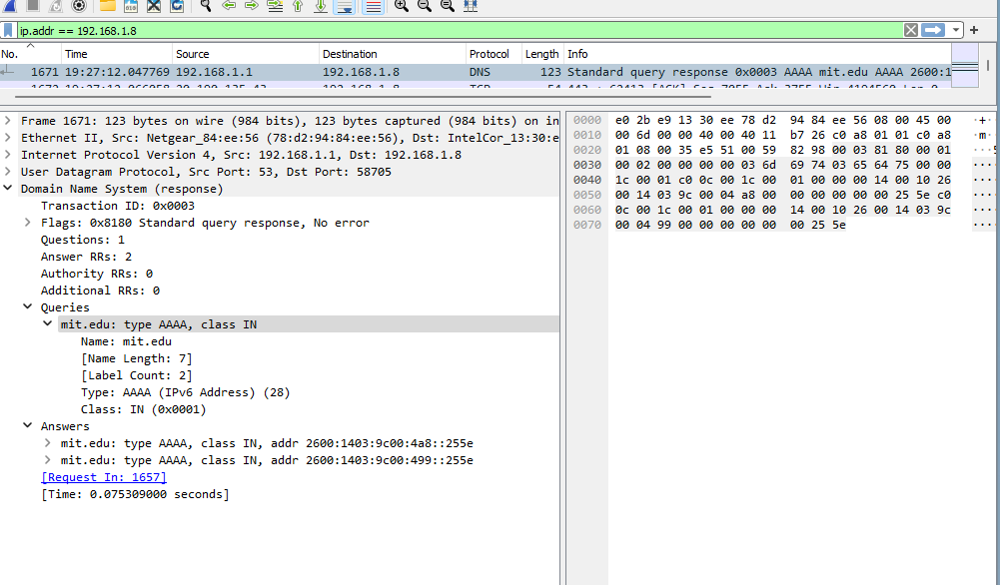 ip.addr == 192.168.1.8
No. Time Source Destination Protocol Length Info
1671 19:27:12.047769 192.168.1.1 192.168.1.8 DNS 123 Standard query response 0x0003 AAAA mit.edu AAAA 2600:1
Frame 1671: 123 bytes on wire (984 bits), 123 bytes captured (984 bits) on in
Ethernet II, Src: Netgear_84:ee:56 (78:d2:94:84:ee:56), Dst: IntelCor_13:30:e
Internet Protocol Version 4, Src: 192.168.1.1, Dst: 192.168.1.8
User Datagram Protocol, Src Port: 53, Dst Port: 58705
Domain Name System (response)
Transaction ID: 0x0003
Flags: 0x8180 Standard query response, No error
Questions: 1
Answer RRs: 2
Authority RRs: 0
Additional RRs: 0
Queries
mit.edu: type AAAA, class IN
Name: mit.edu
[Name Length: 7]
[Label Count: 2]
Type: AAAA (IPv6 Address) (28)
Class: IN (0x0001)
Answers
mit.edu: type AAAA, class IN, addr 2600:1403:9c00:4a8::255e
mit.edu: type AAAA, class IN, addr 2600:1403:9c00:499::255e
[Request In: 1657]
[Time: 0.075309000 seconds]
0000 e0 2b e9 13 30 ee 78 d2 94 84 ee 56 08 00 45 00
0010 00 6d 00 00 40 00 40 11 b7 26 c0 a8 01 01 c0 a8
0020 01 08 00 35 e5 51 00 59 82 98 00 03 81 80 00 01
0030 00 02 00 00 00 00 03 6d 69 74 03 65 64 75 00 00
0040 1c 00 01 c0 0c 00 1c 00 01 00 00 00 14 00 10 26
0050 00 14 03 9c 00 04 a8 00 00 00 00 00 00 25 5e c0
0060 0c 00 1c 00 01 00 00 00 14 00 10 26 00 14 03 9c
0070 00 04 99 00 00 00 00 00 00 25 5e